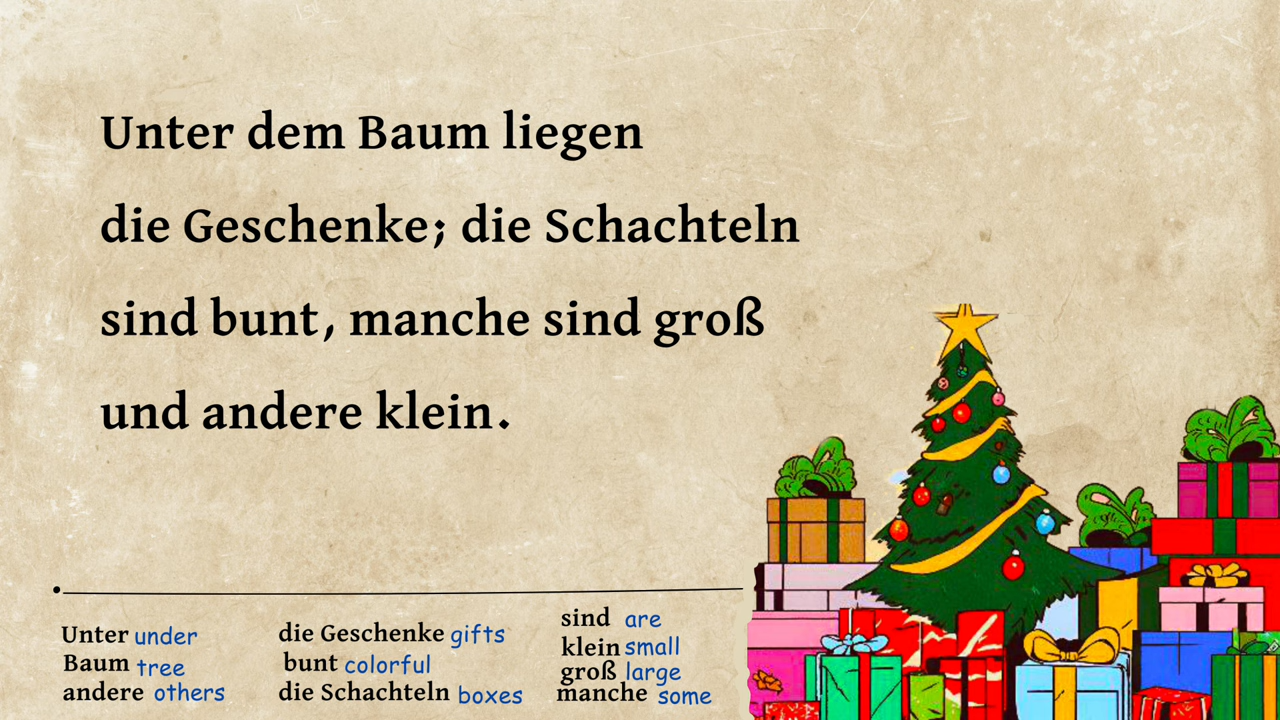 Unter dem Baum liegen
die Geschenke; die Schachteln
sind bunt, manche sind groß
und andere klein.
Unter under
Baum tree
andere others
die Geschenke gifts
bunt colorful
die Schachteln boxes
sind are
klein small
groß large
manche some